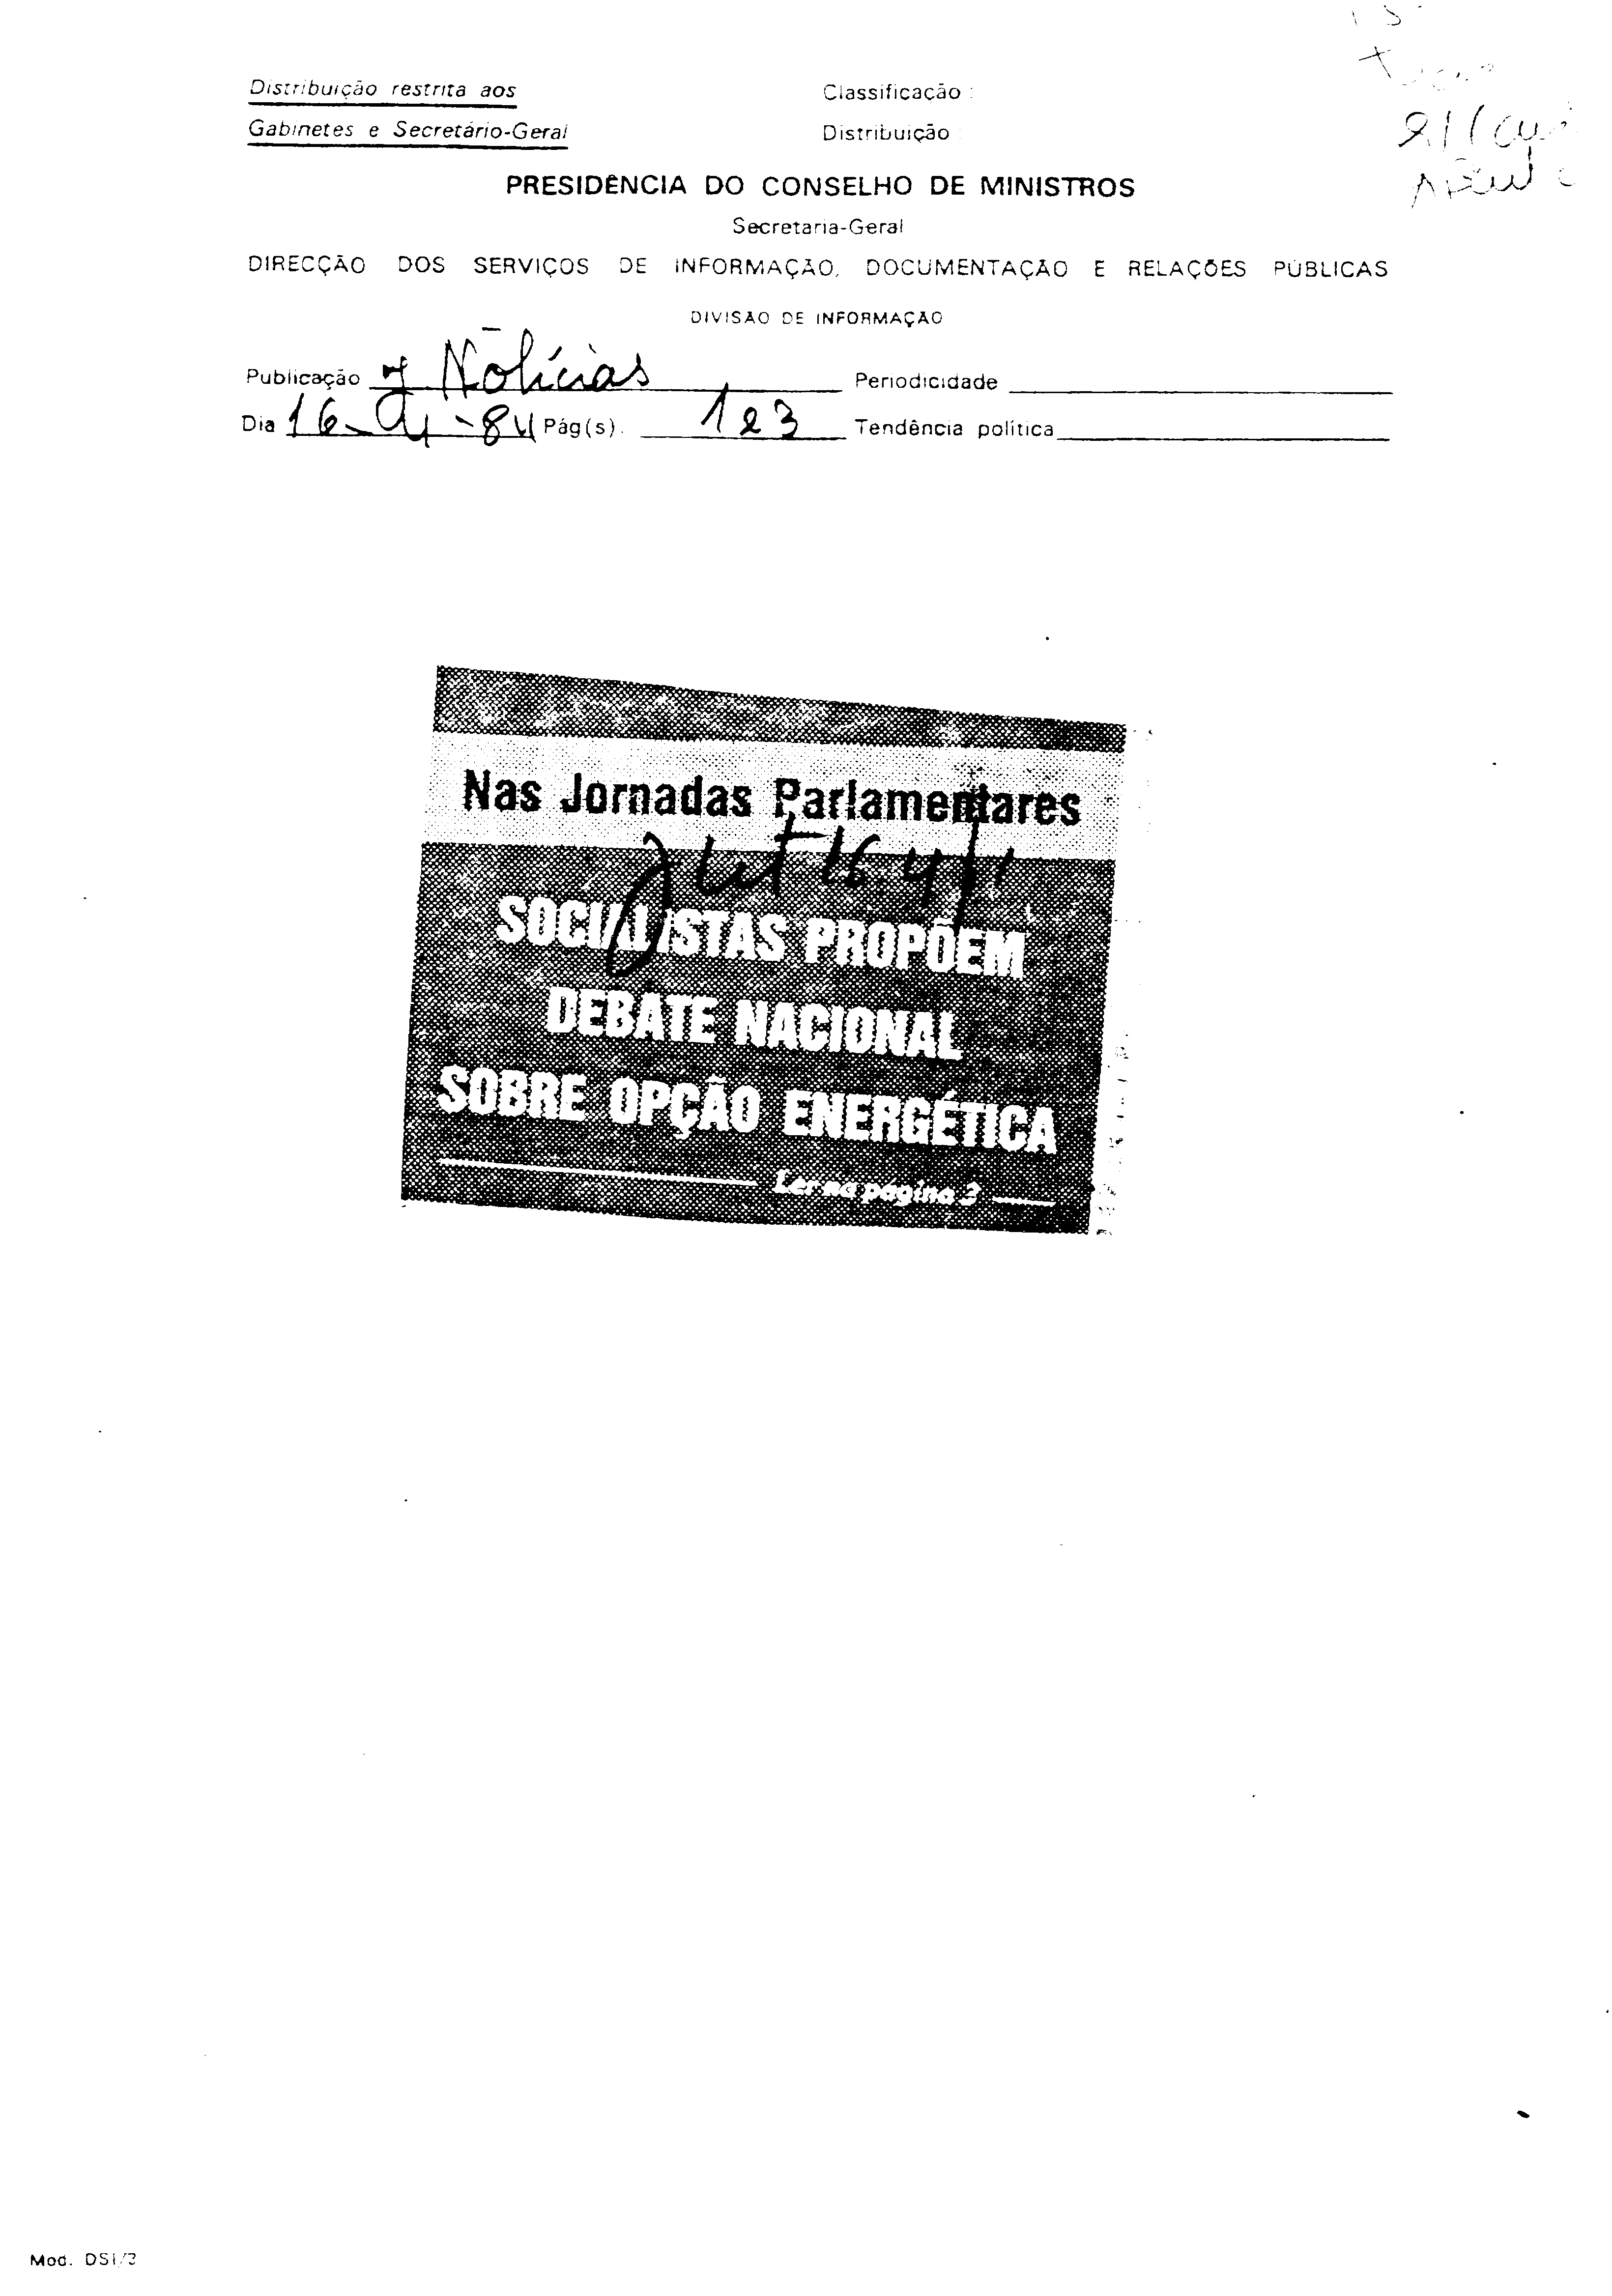 Distribuição restrita aos
Gabinetes e Secretário-Geral
Classificação :
Distribuição :
PRESIDÊNCIA DO CONSELHO DE MINISTROS
Secretaria-Geral
DIRECÇÃO DOS SERVIÇOS DE INFORMAÇÃO, DOCUMENTAÇÃO E RELAÇÕES PÚBLICAS
DIVISÃO DE INFORMAÇÃO
Publicação Notícias Periodicidade
Dia 16- -84 Pág(s). 1 e 3 Tendência política
Nas Jornadas Parlamentares
SOCIALISTAS PROPÕEM
DEBATE NACIONAL
SOBRE OPÇÃO ENERGÉTICA
Ler na página 3
Mod. DSI/3